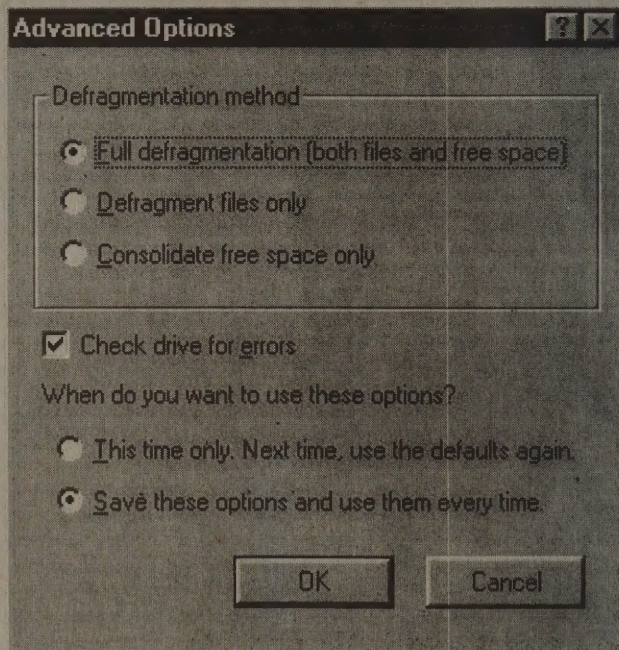 Advanced Options
Defragmentation method
Full defragmentation (both files and free space)
Defragment files only
Consolidate free space only
Check drive for errors
When do you want to use these options?
This time only. Next time, use the defaults again.
Save these options and use them every time.
OK
Cancel